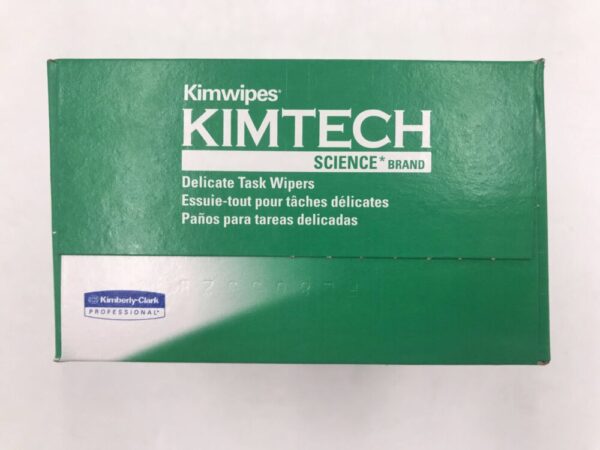 Kimwipes®
KIMTECH
SCIENCE* BRAND
Delicate Task Wipers
Essuie-tout pour tâches délicates
Paños para tareas delicadas
Kimberly-Clark
PROFESSIONAL*